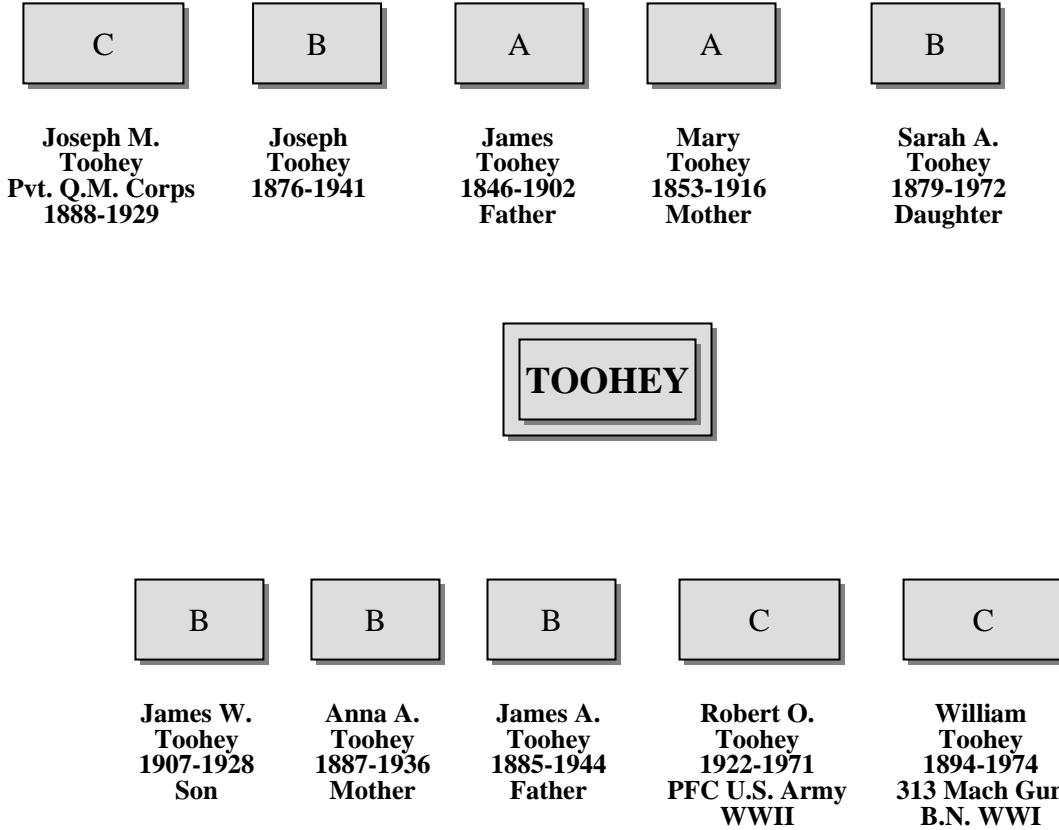 C
B
A
A
B
Joseph M.
Toohey
Pvt. Q.M. Corps
1888-1929
Joseph
Toohey
1876-1941
James
Toohey
1846-1902
Father
Mary
Toohey
1853-1916
Mother
Sarah A.
Toohey
1879-1972
Daughter
TOOHEY
B
B
B
C
C
James W.
Toohey
1907-1928
Son
Anna A.
Toohey
1887-1936
Mother
James A.
Toohey
1885-1944
Father
Robert O.
Toohey
1922-1971
PFC U.S. Army
WWII
William
Toohey
1894-1974
313 Mach Gun
B.N. WWI